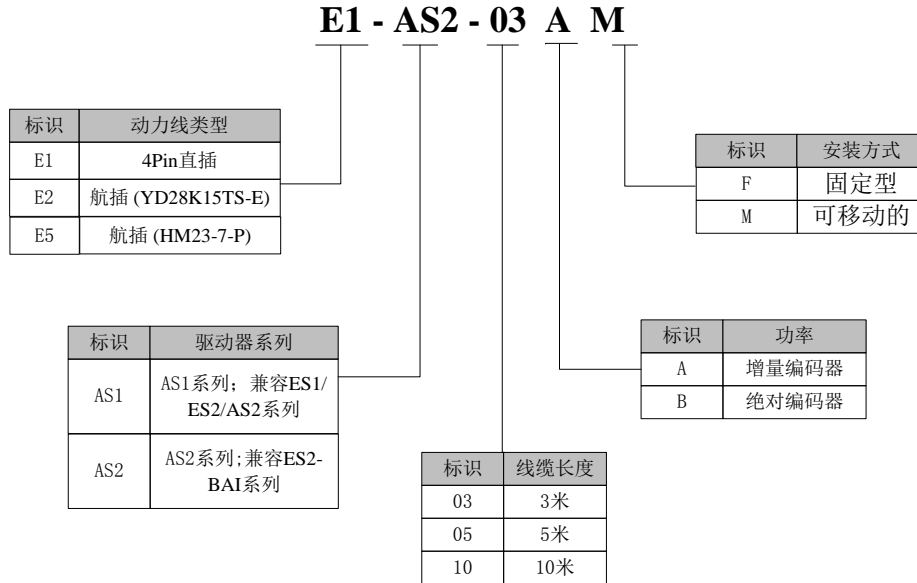 E1 - AS2 - 03 A M
标识 动力线类型
E1 4Pin直插
E2 航插 (YD28K15TS-E)
E5 航插 (HM23-7-P)
标识 安装方式
F 固定型
M 可移动的
标识 驱动器系列
AS1 AS1系列；兼容ES1/
ES2/AS2系列
AS2 AS2系列;兼容ES2-
BAI系列
标识 功率
A 增量编码器
B 绝对编码器
标识 线缆长度
03 3米
05 5米
10 10米